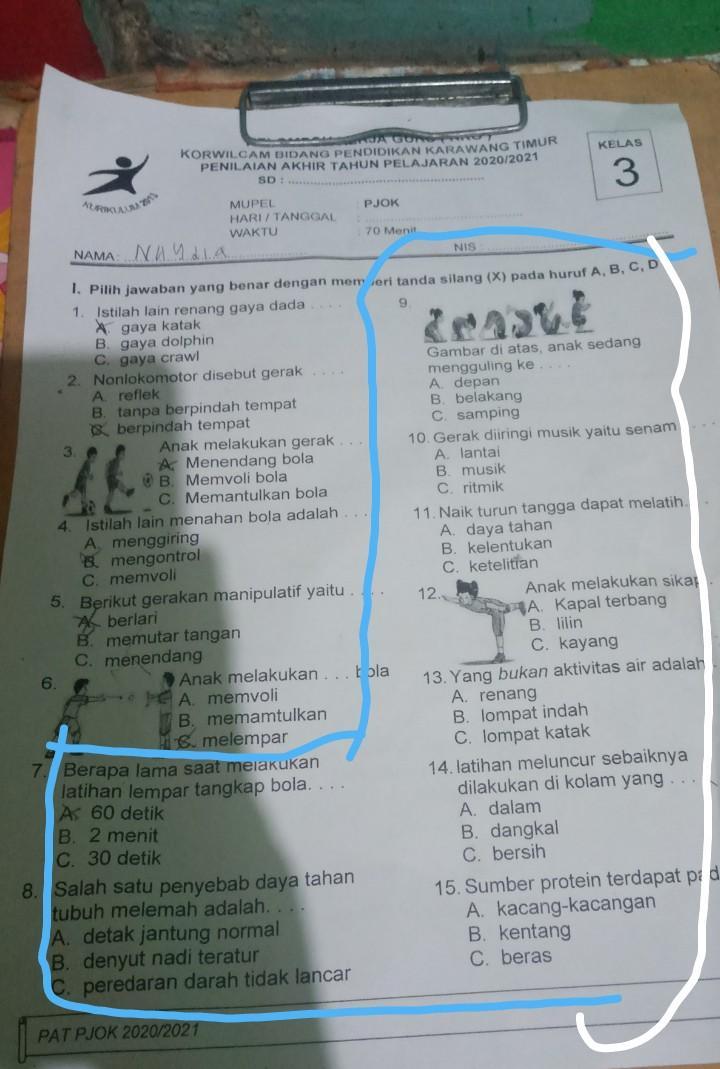 KORWILCAM BIDANG PENDIDIKAN KARAWANG TIMUR
PENILAIAN AKHIR TAHUN PELAJARAN 2020/2021
SD : ....................
KELAS
3
KURIKULUM 2013
MUPEL : PJOK
HARI / TANGGAL : ....................
WAKTU : 70 Menit
NAMA: Naydia
NIS :
I. Pilih jawaban yang benar dengan memberi tanda silang (X) pada huruf A, B, C, D
1. Istilah lain renang gaya dada . . . .
A. gaya katak
B. gaya dolphin
C. gaya crawl
2. Nonlokomotor disebut gerak . . . .
A. reflek
B. tanpa berpindah tempat
C. berpindah tempat
3. Anak melakukan gerak . . .
A. Menendang bola
B. Memvoli bola
C. Memantulkan bola
4. Istilah lain menahan bola adalah . . .
A. menggiring
B. mengontrol
C. memvoli
5. Berikut gerakan manipulatif yaitu . . . .
A. berlari
B. memutar tangan
C. menendang
6. Anak melakukan . . . bola
A. memvoli
B. memamtulkan
C. melempar
7. Berapa lama saat melakukan
latihan lempar tangkap bola. . . .
A. 60 detik
B. 2 menit
C. 30 detik
8. Salah satu penyebab daya tahan
tubuh melemah adalah. . . .
A. detak jantung normal
B. denyut nadi teratur
C. peredaran darah tidak lancar
9.
Gambar di atas, anak sedang
mengguling ke . . . .
A. depan
B. belakang
C. samping
10. Gerak diiringi musik yaitu senam . . .
A. lantai
B. musik
C. ritmik
11. Naik turun tangga dapat melatih. . .
A. daya tahan
B. kelentukan
C. ketelitian
12. Anak melakukan sikap .
A. Kapal terbang
B. lilin
C. kayang
13. Yang bukan aktivitas air adalah
A. renang
B. lompat indah
C. lompat katak
14. latihan meluncur sebaiknya
dilakukan di kolam yang . . . .
A. dalam
B. dangkal
C. bersih
15. Sumber protein terdapat pad
A. kacang-kacangan
B. kentang
C. beras
PAT PJOK 2020/2021